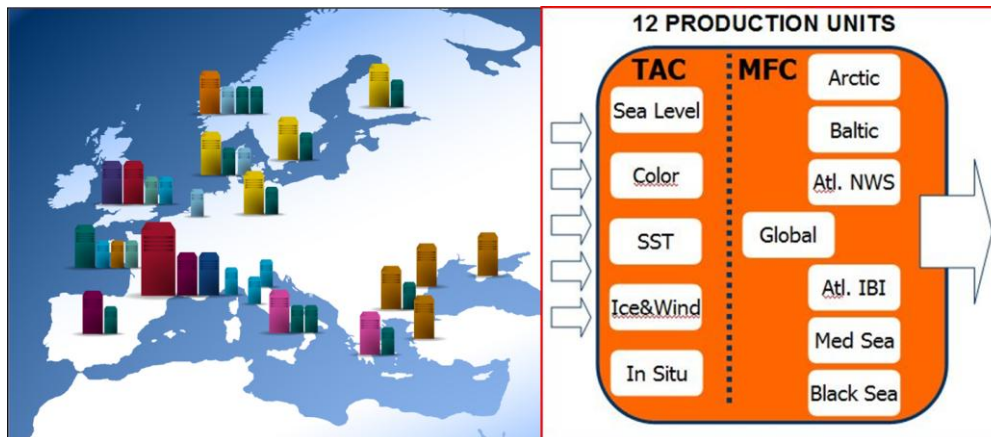 12 PRODUCTION UNITS
TAC
MFC
Sea Level
Color
SST
Ice&Wind
In Situ
Arctic
Baltic
Atl. NWS
Global
Atl. IBI
Med Sea
Black Sea